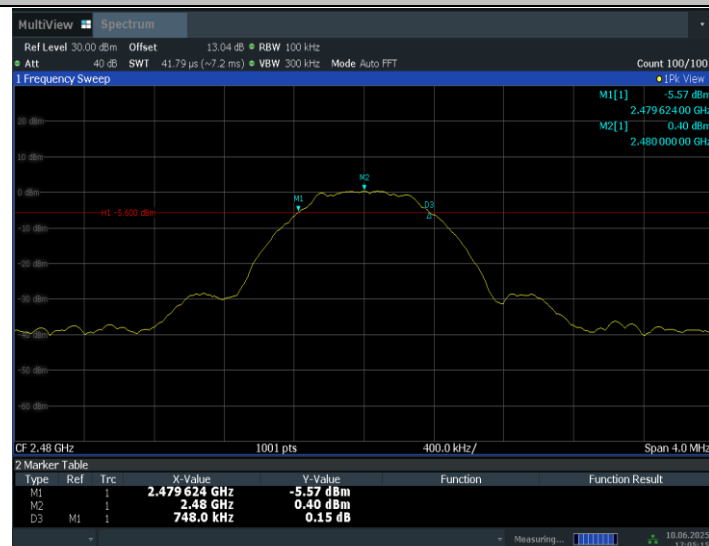 MultiView Spectrum
Ref Level 30.00 dBm Offset 13.04 dB RBW 100 kHz
Att 40 dB SWT 41.79 µs (~7.2 ms) VBW 300 kHz Mode Auto FFT Count 100/100
1 Frequency Sweep 1Pk View
M1[1] -5.57 dBm
2.47962400 GHz
M2[1] 0.40 dBm
2.48000000 GHz
20 dBm
10 dBm
M2
0 dBm
M1
D3
H1 -5.600 dBm
-10 dBm
-20 dBm
-30 dBm
-40 dBm
-50 dBm
-60 dBm
CF 2.48 GHz 1001 pts 400.0 kHz/ Span 4.0 MHz
2 Marker Table
Type Ref Trc X-Value Y-Value Function Function Result
M1 1 2.479 624 GHz -5.57 dBm
M2 1 2.48 GHz 0.40 dBm
D3 M1 1 748.0 kHz 0.15 dB
Measuring... 10.06.2025